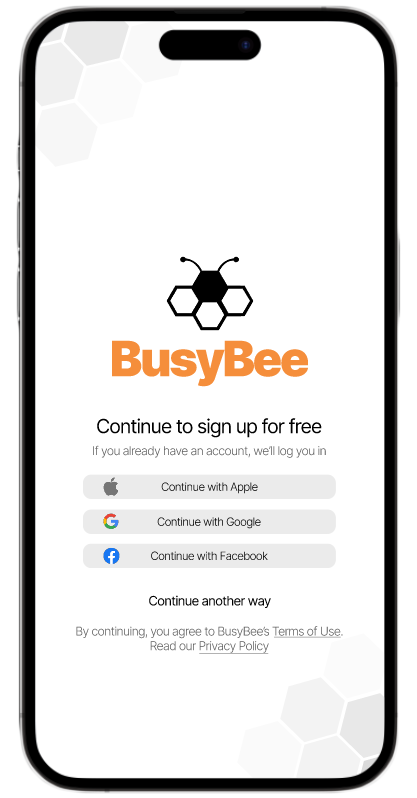 BusyBee
Continue to sign up for free
If you already have an account, we'll log you in
Continue with Apple
Continue with Google
Continue with Facebook
Continue another way
By continuing, you agree to BusyBee's Terms of Use.
Read our Privacy Policy